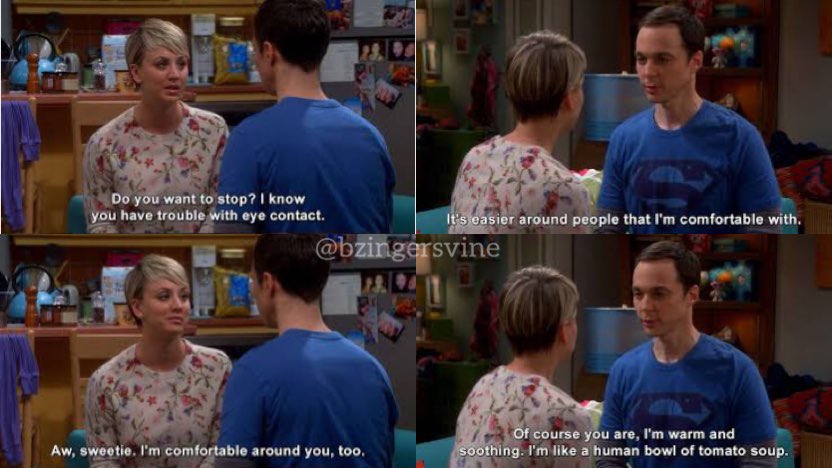 Do you want to stop? I know
you have trouble with eye contact.
It's easier around people that I'm comfortable with.
@bzingersvine
Aw, sweetie. I'm comfortable around you, too.
Of course you are, I'm warm and
soothing. I'm like a human bowl of tomato soup.